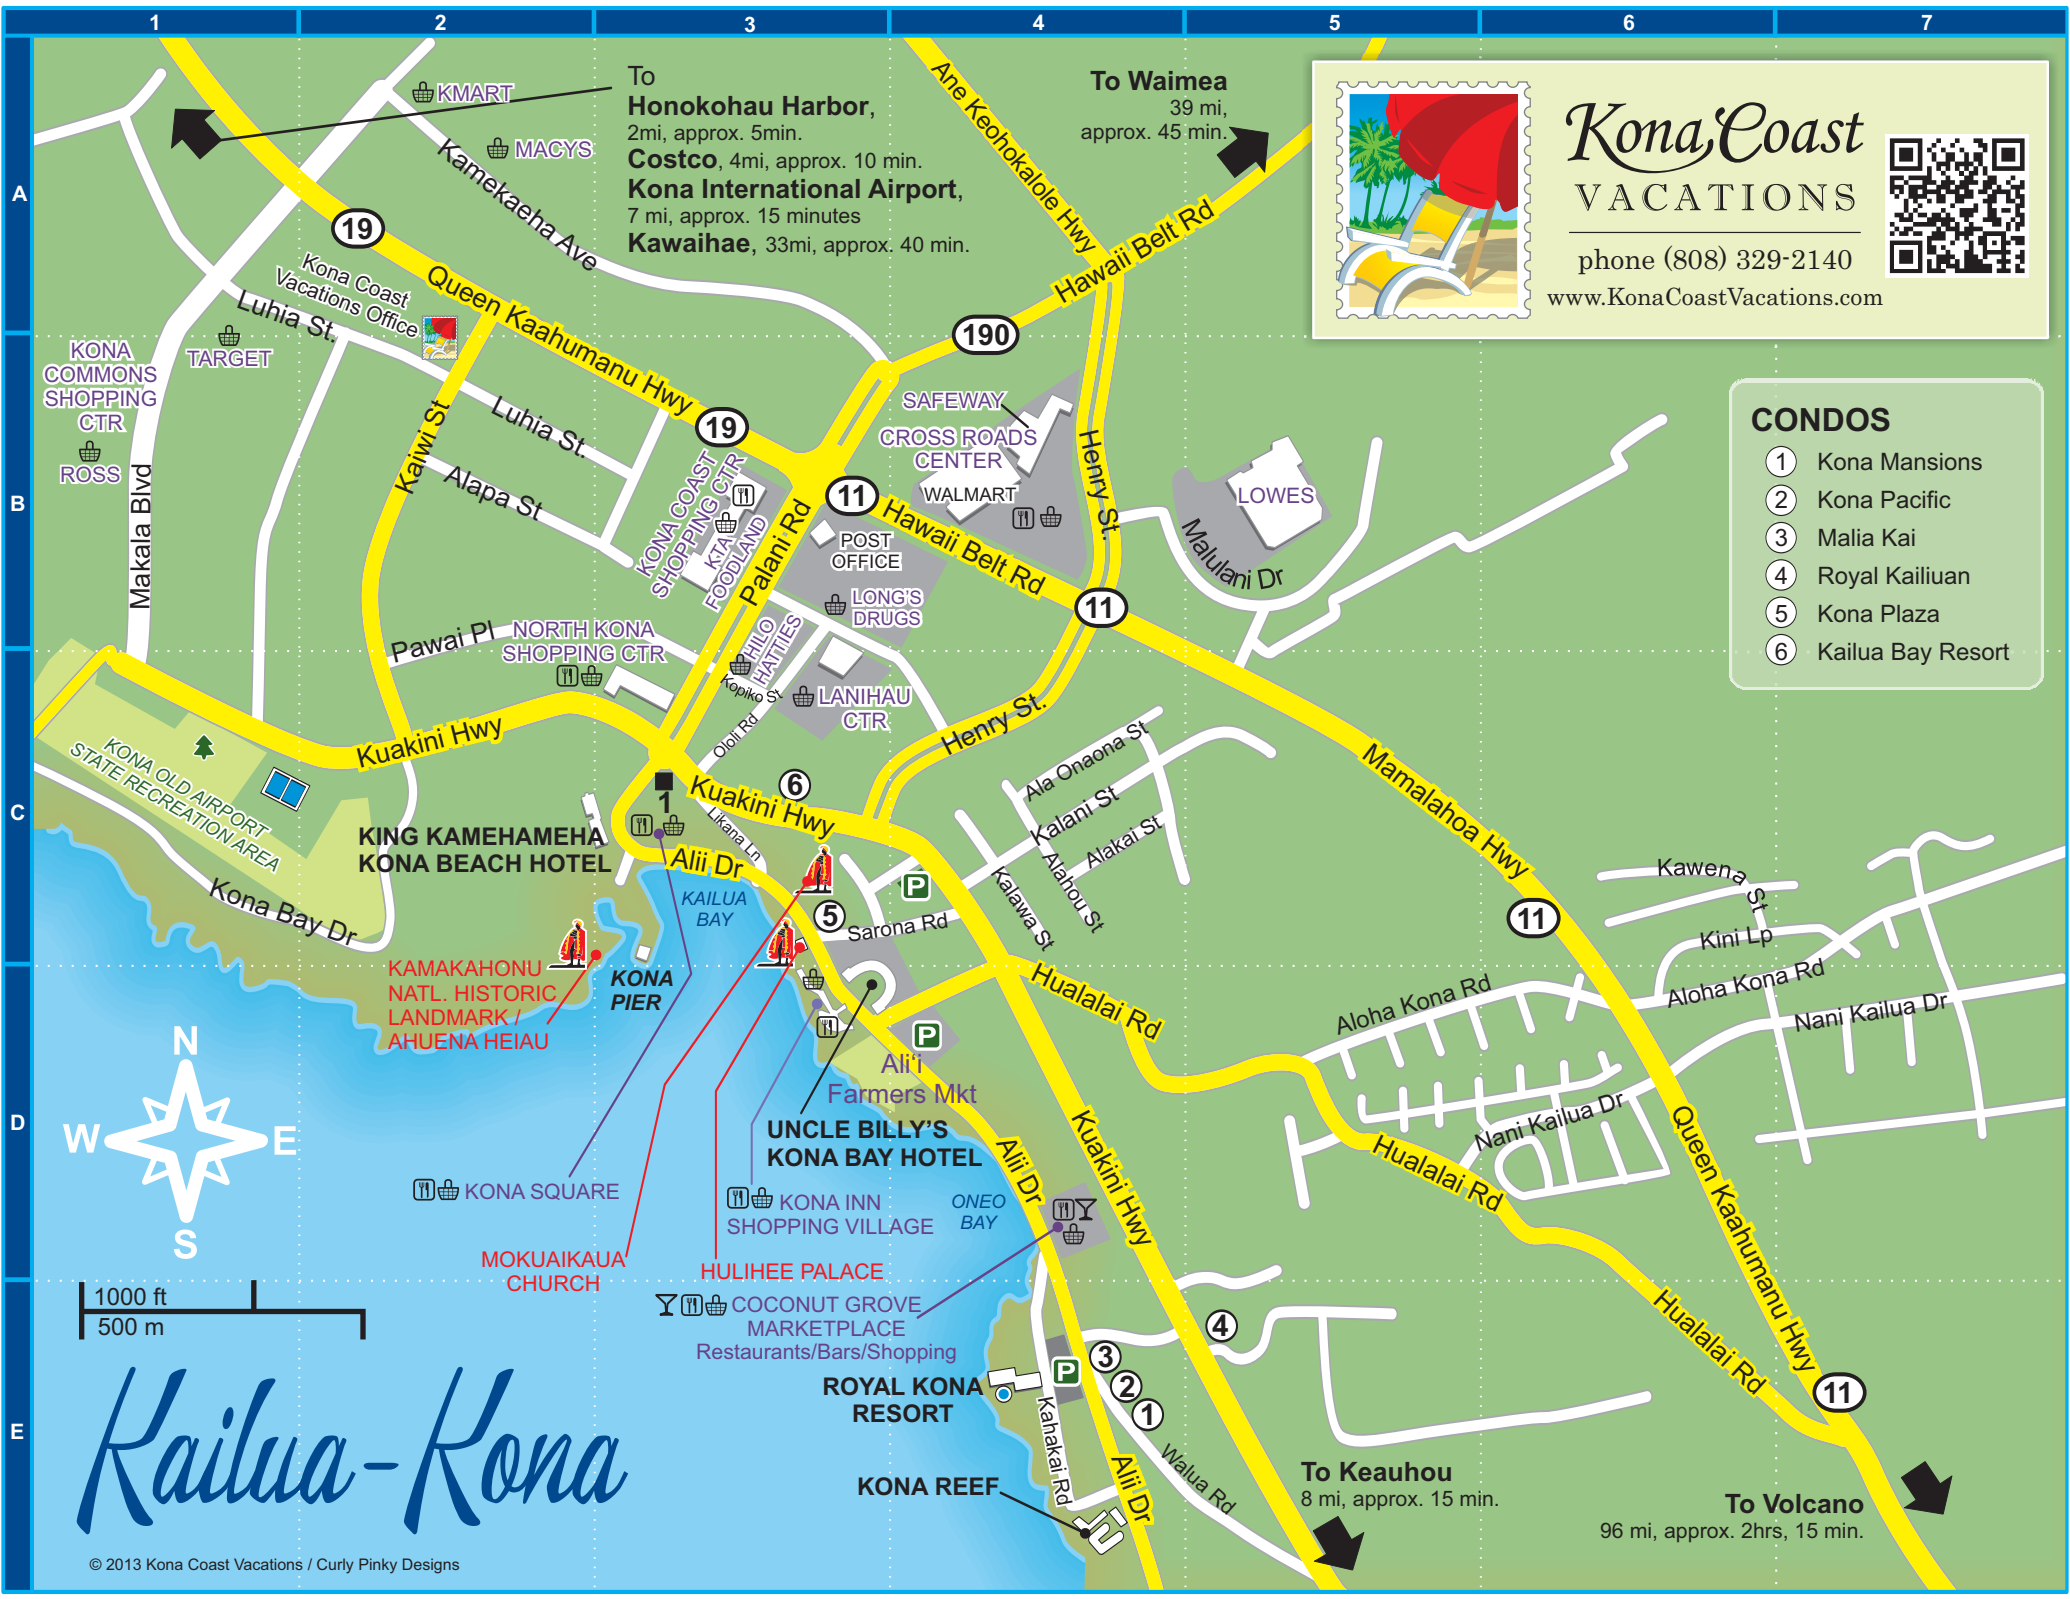 1 2 3 4 5 6 7
A
B
C
D
E
KMART
MACYS
To
Honokohau Harbor,
2mi, approx. 5min.
Costco, 4mi, approx. 10 min.
Kona International Airport,
7 mi, approx. 15 minutes
Kawaihae, 33mi, approx. 40 min.
Ane Keohokalole Hwy
To Waimea
39 mi,
approx. 45 min.
Kona Coast
VACATIONS
phone (808) 329-2140
www.KonaCoastVacations.com
Kamekaeha Ave
19
Hawaii Belt Rd
Kona Coast
Vacations Office
Queen Kaahumanu Hwy
Luhia St.
190
TARGET
KONA
COMMONS
SHOPPING
CTR
ROSS
Makala Blvd
Kaiwi St
Luhia St.
Alapa St
19
KONA COAST
SHOPPING CTR
KTA
FOODLAND
Palani Rd
11
SAFEWAY
CROSS ROADS
CENTER
WALMART
Henry St.
Hawaii Belt Rd
POST
OFFICE
LONG'S
DRUGS
LOWES
Malulani Dr
11
CONDOS
1 Kona Mansions
2 Kona Pacific
3 Malia Kai
4 Royal Kailiuan
5 Kona Plaza
6 Kailua Bay Resort
Pawai Pl
NORTH KONA
SHOPPING CTR
HILO
HATTIES
Kopiko St
LANIHAU
CTR
Ololi Rd
Henry St.
Kuakini Hwy
KONA OLD AIRPORT
STATE RECREATION AREA
Kona Bay Dr
KING KAMEHAMEHA
KONA BEACH HOTEL
1
6
Kuakini Hwy
Likana Ln
Alii Dr
KAILUA
BAY
5
P
Sarona Rd
Ala Onaona St
Kalani St
Alakai St
Alahou St
Kalawa St
Mamalahoa Hwy
11
Kawena St
Kini Lp
Aloha Kona Rd
Aloha Kona Rd
Nani Kailua Dr
KAMAKAHONU
NATL. HISTORIC
LANDMARK /
AHUENA HEIAU
KONA
PIER
Hualalai Rd
P
Ali'i
Farmers Mkt
UNCLE BILLY'S
KONA BAY HOTEL
N
W E
S
Alii Dr
Kuakini Hwy
Nani Kailua Dr
Hualalai Rd
Queen Kaahumanu Hwy
KONA SQUARE
KONA INN
SHOPPING VILLAGE
ONEO
BAY
MOKUAIKAUA
CHURCH
HULIHEE PALACE
COCONUT GROVE
MARKETPLACE
Restaurants/Bars/Shopping
1000 ft
500 m
4
3
2
1
P
ROYAL KONA
RESORT
Kahakai Rd
Walua Rd
Alii Dr
KONA REEF
Hualalai Rd
11
To Keauhou
8 mi, approx. 15 min.
To Volcano
96 mi, approx. 2hrs, 15 min.
Kailua-Kona
© 2013 Kona Coast Vacations / Curly Pinky Designs